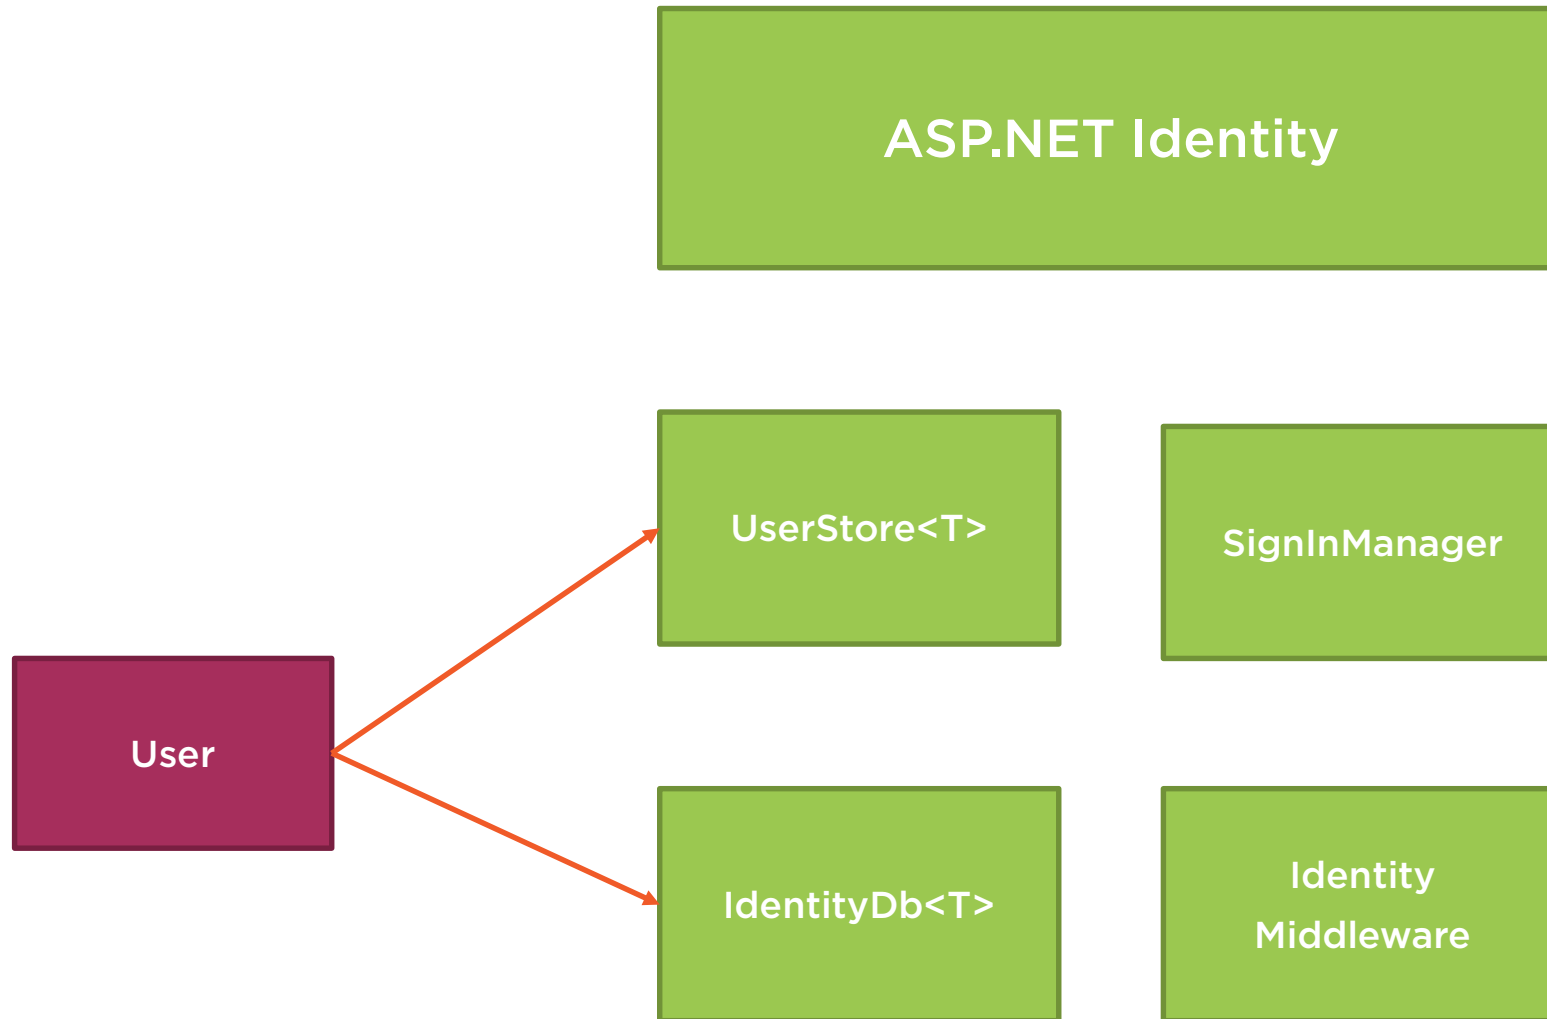 ASP.NET Identity
UserStore<T>
SignInManager
User
IdentityDb<T>
Identity
Middleware